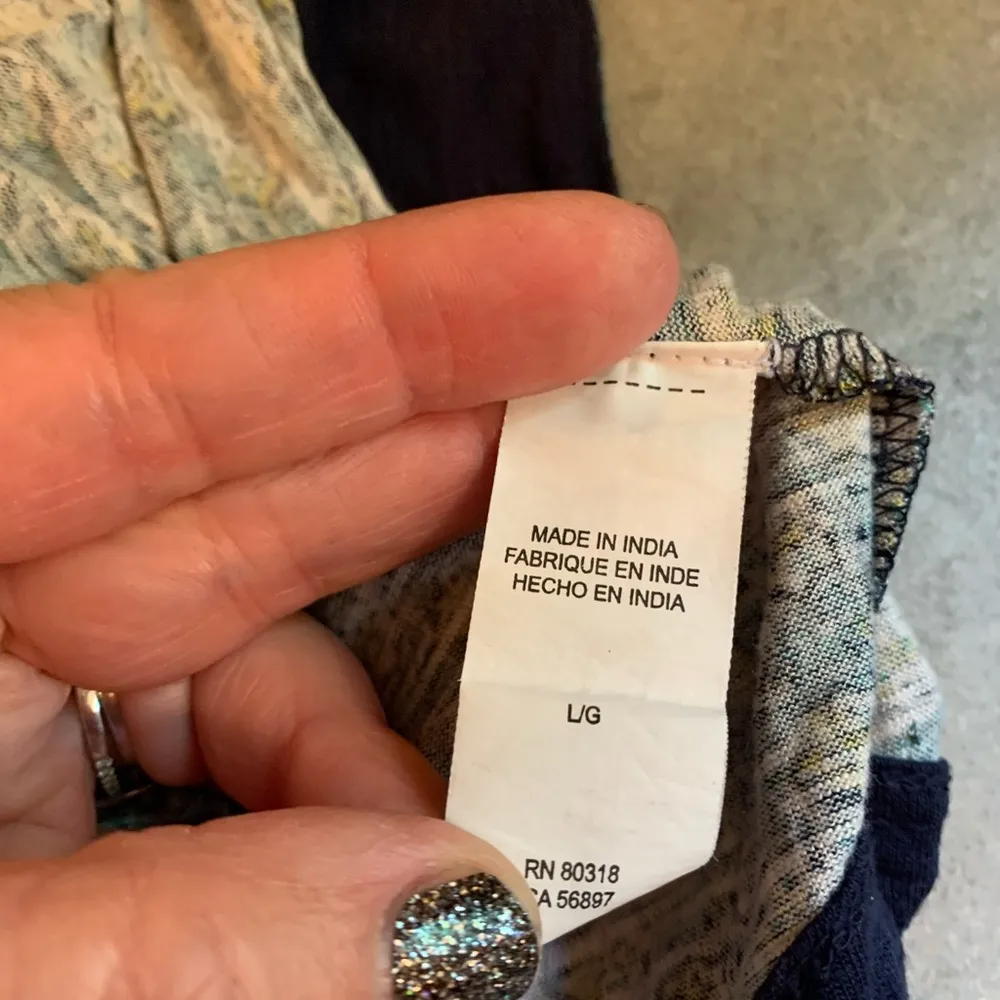 MADE IN INDIA
FABRIQUE EN INDE
HECHO EN INDIA
L/G
RN 80318
CA 56897